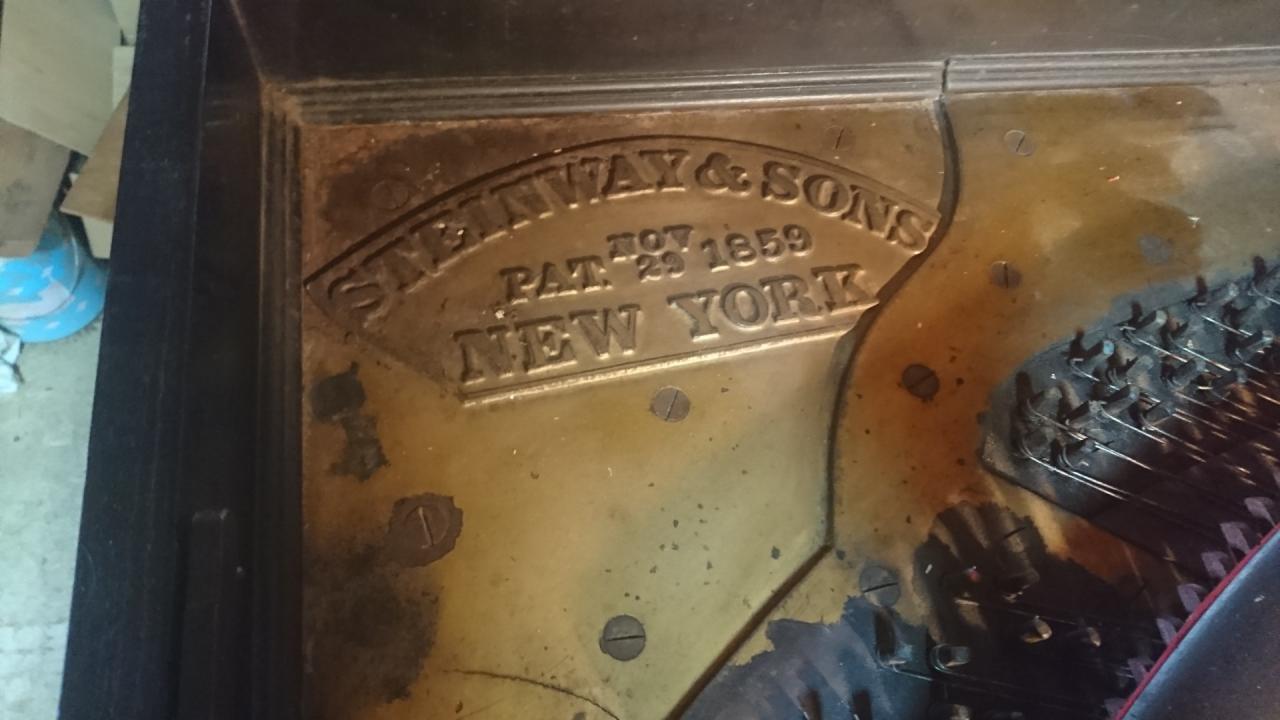 STEINWAY & SONS
PAT. NOV 29 1859
NEW YORK